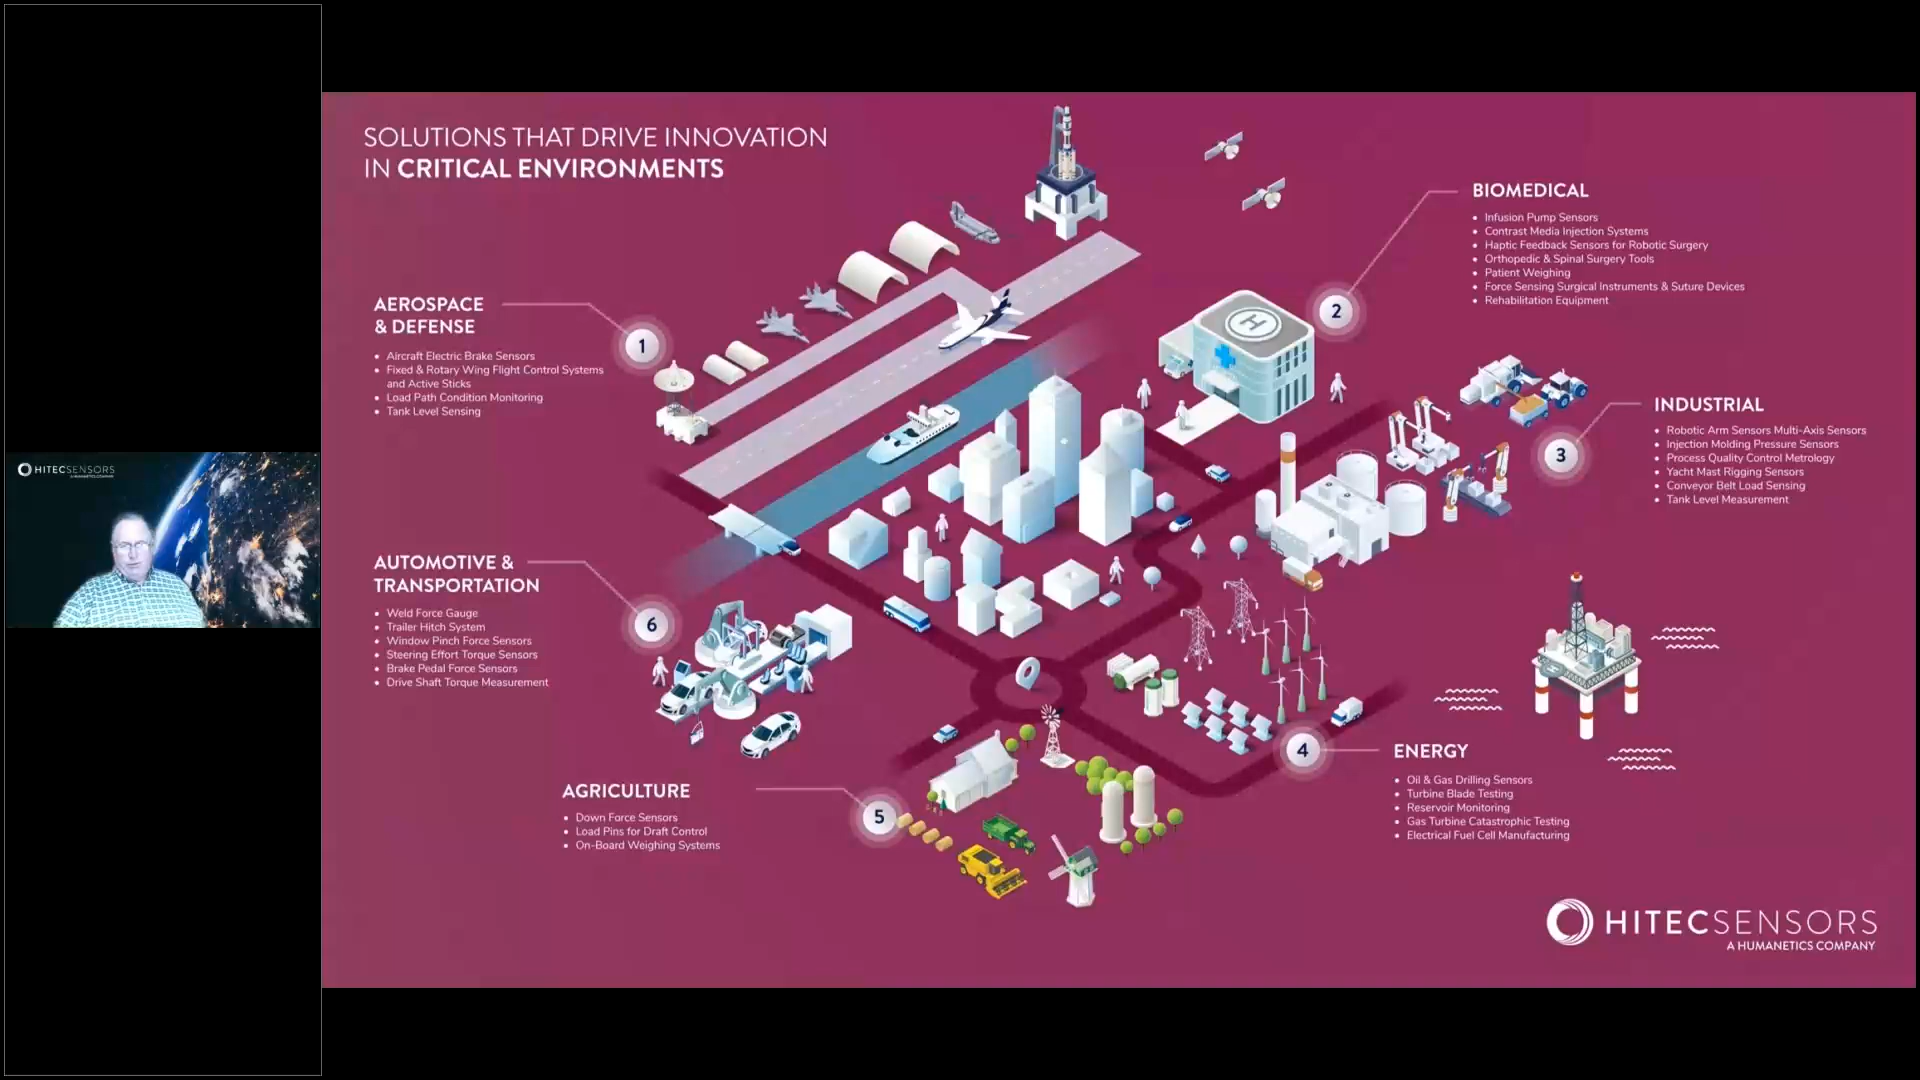 SOLUTIONS THAT DRIVE INNOVATION
IN CRITICAL ENVIRONMENTS
AEROSPACE
& DEFENSE
• Aircraft Electric Brake Sensors
• Fixed & Rotary Wing Flight Control Systems
and Active Sticks
• Load Path Condition Monitoring
• Tank Level Sensing
1
BIOMEDICAL
• Infusion Pump Sensors
• Contrast Media Injection Systems
• Haptic Feedback Sensors for Robotic Surgery
• Orthopedic & Spinal Surgery Tools
• Patient Weighing
• Force Sensing Surgical Instruments & Suture Devices
• Rehabilitation Equipment
2
H
INDUSTRIAL
• Robotic Arm Sensors Multi-Axis Sensors
• Injection Molding Pressure Sensors
• Process Quality Control Metrology
• Yacht Mast Rigging Sensors
• Conveyor Belt Load Sensing
• Tank Level Measurement
3
ENERGY
• Oil & Gas Drilling Sensors
• Turbine Blade Testing
• Reservoir Monitoring
• Gas Turbine Catastrophic Testing
• Electrical Fuel Cell Manufacturing
4
AGRICULTURE
• Down Force Sensors
• Load Pins for Draft Control
• On-Board Weighing Systems
5
AUTOMOTIVE &
TRANSPORTATION
• Weld Force Gauge
• Trailer Hitch System
• Window Pinch Force Sensors
• Steering Effort Torque Sensors
• Brake Pedal Force Sensors
• Drive Shaft Torque Measurement
6
HITECSENSORS
A HUMANETICS COMPANY
HITECSENSORS
A HUMANETICS COMPANY